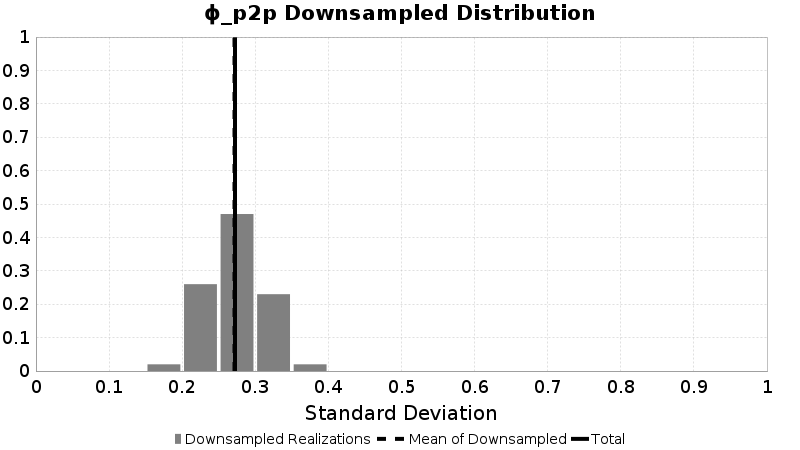 ϕ_p2p Downsampled Distribution
1
0.9
0.8
0.7
0.6
0.5
0.4
0.3
0.2
0.1
0
0 0.1 0.2 0.3 0.4 0.5 0.6 0.7 0.8 0.9 1
Standard Deviation
Downsampled Realizations Mean of Downsampled Total